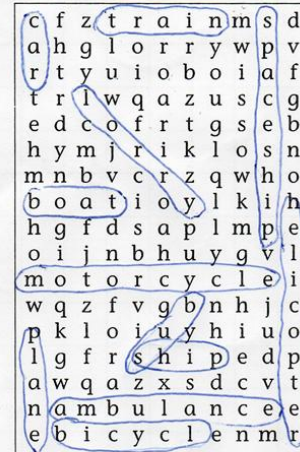 c f z t r a i n m s d
a h g l o r r y w p v
r t y u i o b o i a f
t r l w q a z u s c g
e d c o f r t g s e b
h y m j r i k l o s n
m n b v c r z q w h o
b o a t i o y l k i h
h g f d s a p l m p e
o i j n b h u y g v l
m o t o r c y c l e i
w q z f v g b n h j c
p k l o i u y h i u o
l g f r s h i p e d p
a w q a z x s d c v t
n a m b u l a n c e e
e b i c y c l e n m r